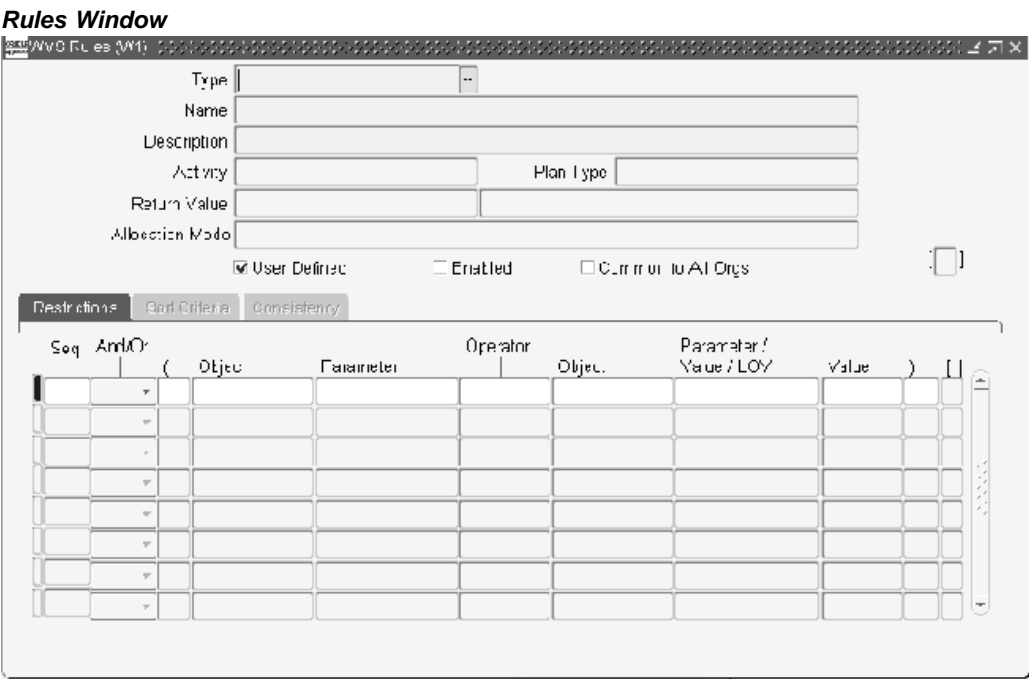 Rules Window
WMS Rules (W1)
Type
Name
Description
Activity Plan Type
Return Value
Allocation Mode
User Defined Enabled Common to All Orgs [ ]
Restrictions Sort Criteria Consistency
Seq And/Or ( Object Parameter Operator Object Parameter / Value / LOV Value ) [ ]